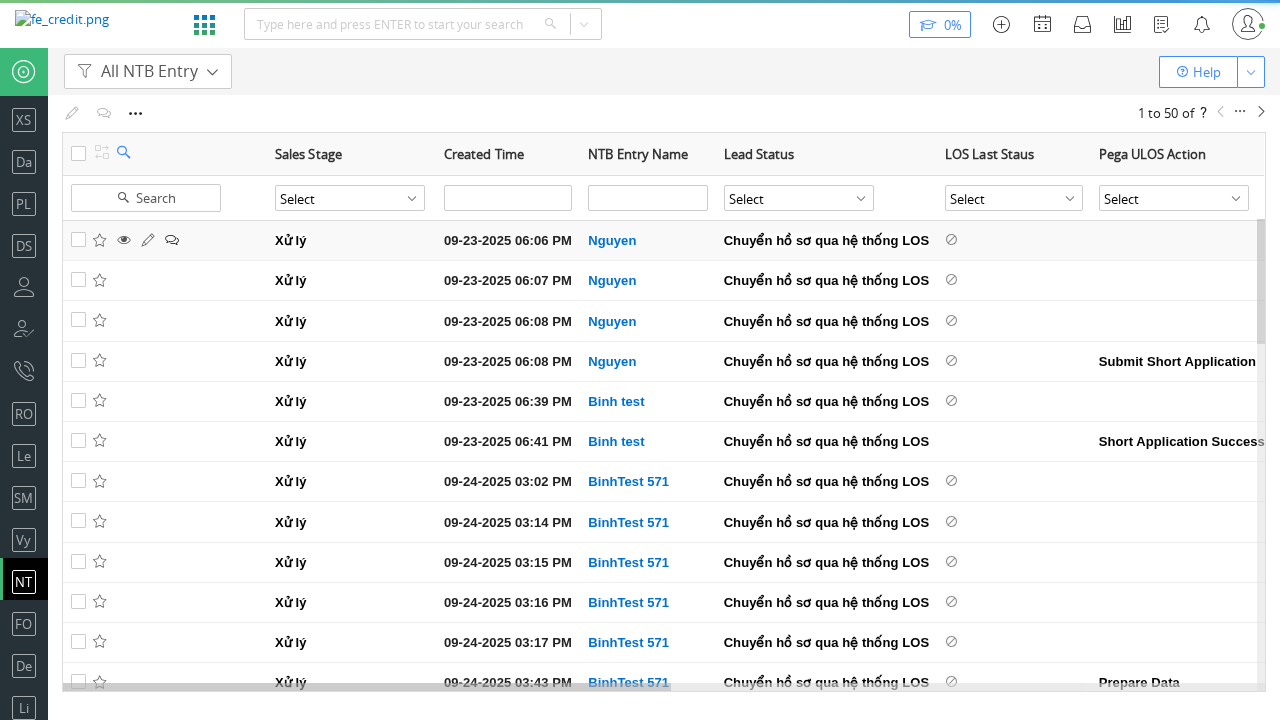 fe_credit.png
Type here and press ENTER to start your search
0%
All NTB Entry
Help
1 to 50 of ?
XS
Da
PL
DS
RO
Le
SM
Vy
NT
FO
De
Li
Sales Stage Created Time NTB Entry Name Lead Status LOS Last Staus Pega ULOS Action
Search Select Select Select Select
Xử lý 09-23-2025 06:06 PM Nguyen Chuyển hồ sơ qua hệ thống LOS
Xử lý 09-23-2025 06:07 PM Nguyen Chuyển hồ sơ qua hệ thống LOS
Xử lý 09-23-2025 06:08 PM Nguyen Chuyển hồ sơ qua hệ thống LOS
Xử lý 09-23-2025 06:08 PM Nguyen Chuyển hồ sơ qua hệ thống LOS Submit Short Application
Xử lý 09-23-2025 06:39 PM Binh test Chuyển hồ sơ qua hệ thống LOS
Xử lý 09-23-2025 06:41 PM Binh test Chuyển hồ sơ qua hệ thống LOS Short Application Success
Xử lý 09-24-2025 03:02 PM BinhTest 571 Chuyển hồ sơ qua hệ thống LOS
Xử lý 09-24-2025 03:14 PM BinhTest 571 Chuyển hồ sơ qua hệ thống LOS
Xử lý 09-24-2025 03:15 PM BinhTest 571 Chuyển hồ sơ qua hệ thống LOS
Xử lý 09-24-2025 03:16 PM BinhTest 571 Chuyển hồ sơ qua hệ thống LOS
Xử lý 09-24-2025 03:17 PM BinhTest 571 Chuyển hồ sơ qua hệ thống LOS
Xử lý 09-24-2025 03:43 PM BinhTest 571 Chuyển hồ sơ qua hệ thống LOS Prepare Data